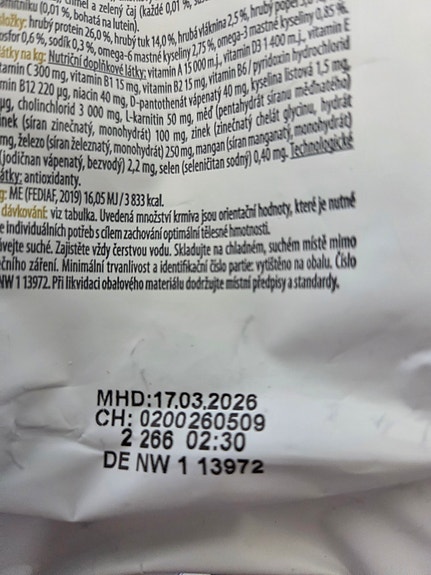 chmel a zelený čaj (každé 0,01 %,
(0,01 %, bohatá na lutein).
složky: hrubý protein 26,0 %, hrubý tuk 14,0 %, hrubá vláknina 2,5 %, hrubý popel
osfor 0,6 %, sodík 0,3 %, omega-6 mastné kyseliny 2,75 %, omega-3 mastné kyseliny 0,85 %.
látky na kg: Nutriční doplňkové látky: vitamin A 15 000 m.j., vitamin D3 1 400 m.j., vitamin E
tamin C 300 mg, vitamin B1 15 mg, vitamin B2 15 mg, vitamin B6 / pyridoxin hydrochlorid
min B12 220 µg, niacin 40 mg, D-pantothenát vápenatý 40 mg, kyselina listová 1,5 mg,
µg, cholinchlorid 3 000 mg, L-karnitin 50 mg, měď (pentahydrát síranu měďnatého)
inek (síran zinečnatý, monohydrát) 100 mg, zinek (zinečnatý chelát glycinu, hydrát
mg, železo (síran železnatý, monohydrát) 250 mg, mangan (síran manganatý, monohydrát)
(jodičnan vápenatý, bezvodý) 2,2 mg, selen (seleničitan sodný) 0,40 mg. Technologické
átky: antioxidanty.
g: ME (FEDIAF, 2019) 16,05 MJ / 3 833 kcal.
dávkování: viz tabulka. Uvedená množství krmiva jsou orientační hodnoty, které je nutné
e individuálních potřeb s cílem zachování optimální tělesné hmotnosti.
vejte suché. Zajistěte vždy čerstvou vodu. Skladujte na chladném, suchém místě mimo
ečního záření. Minimální trvanlivost a identifikační číslo partie: vytištěno na obalu. Číslo
NW 1 13972. Při likvidaci obalového materiálu dodržujte místní předpisy a standardy.
MHD:17.03.2026
CH: 0200260509
2 266 02:30
DE NW 1 13972